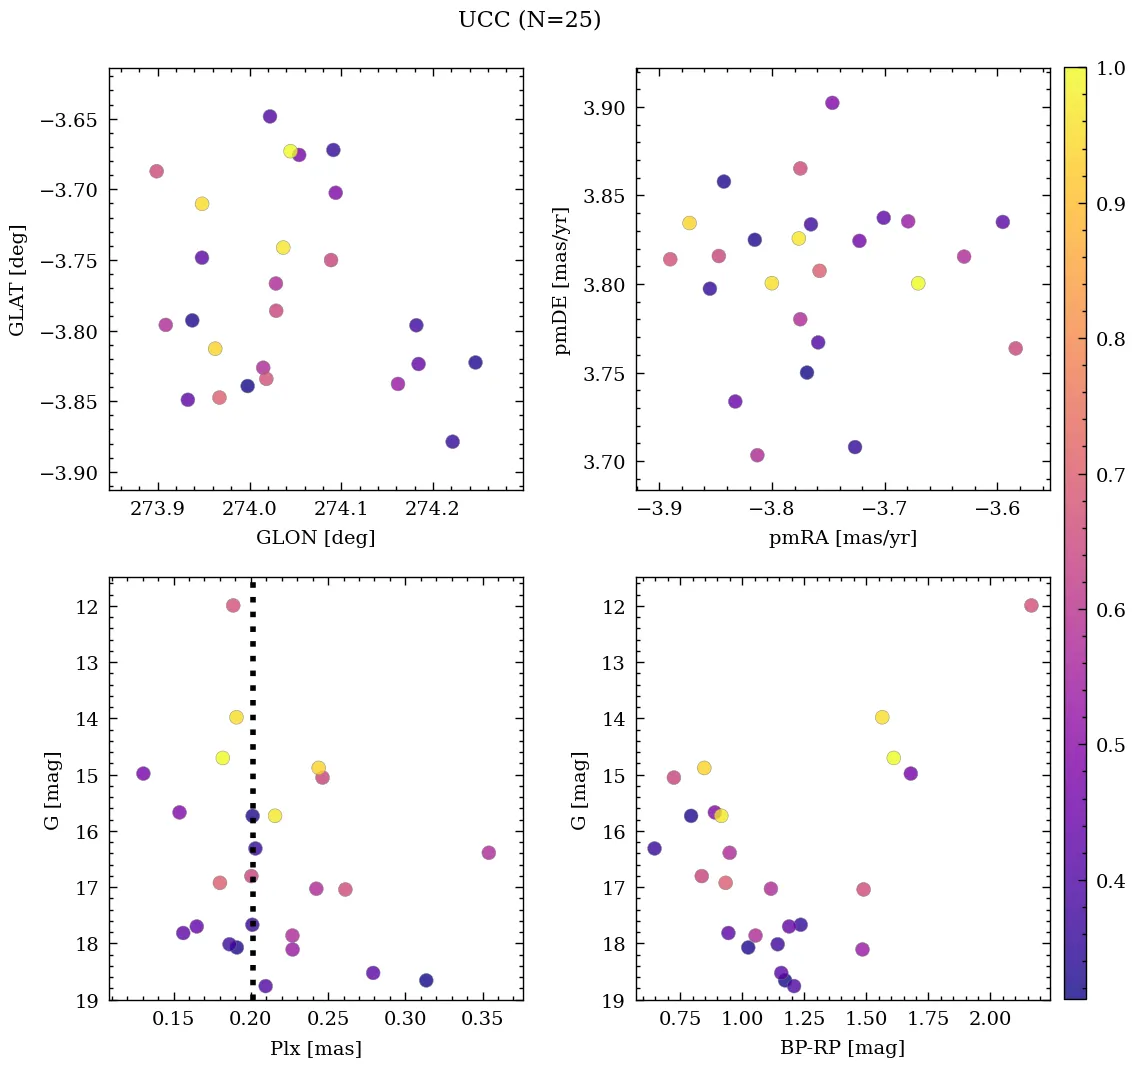 UCC (N=25)
−3.65
−3.70
−3.75
−3.80
−3.85
−3.90
GLAT [deg]
273.9 274.0 274.1 274.2
GLON [deg]
3.90
3.85
3.80
3.75
3.70
pmDE [mas/yr]
−3.9 −3.8 −3.7 −3.6
pmRA [mas/yr]
1.0
0.9
0.8
0.7
0.6
0.5
0.4
12
13
14
15
16
17
18
19
G [mag]
0.15 0.20 0.25 0.30 0.35
Plx [mas]
12
13
14
15
16
17
18
19
G [mag]
0.75 1.00 1.25 1.50 1.75 2.00
BP-RP [mag]